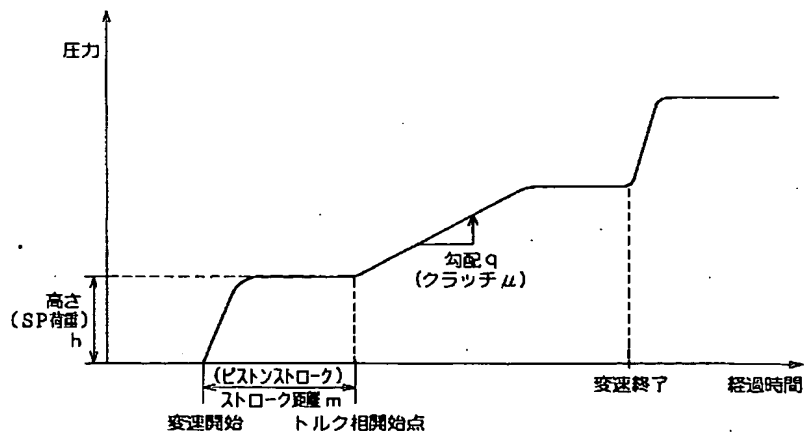 圧力
勾配 q
(クラッチμ)
高さ
(SP荷重)
h
(ピストンストローク)
ストローク距離 m
変速開始
トルク相開始点
変速終了
経過時間